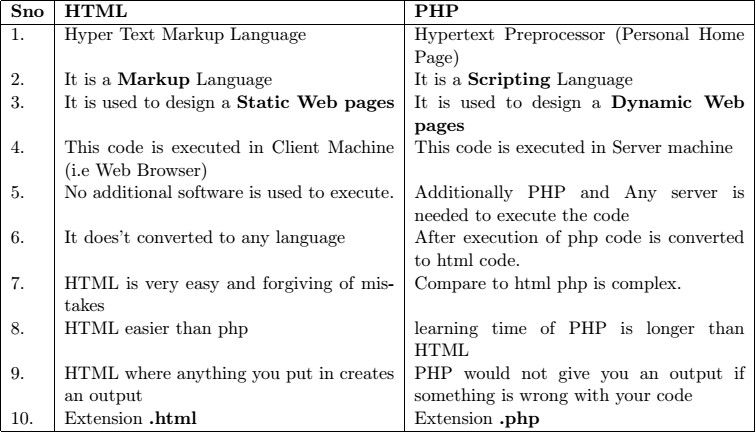 Sno HTML PHP
1. Hyper Text Markup Language Hypertext Preprocessor (Personal Home
Page)
2. It is a Markup Language It is a Scripting Language
3. It is used to design a Static Web pages It is used to design a Dynamic Web
pages
4. This code is executed in Client Machine This code is executed in Server machine
(i.e Web Browser)
5. No additional software is used to execute. Additionally PHP and Any server is
needed to execute the code
6. It does't converted to any language After execution of php code is converted
to html code.
7. HTML is very easy and forgiving of mis- Compare to html php is complex.
takes
8. HTML easier than php learning time of PHP is longer than
HTML
9. HTML where anything you put in creates PHP would not give you an output if
an output something is wrong with your code
10. Extension .html Extension .php